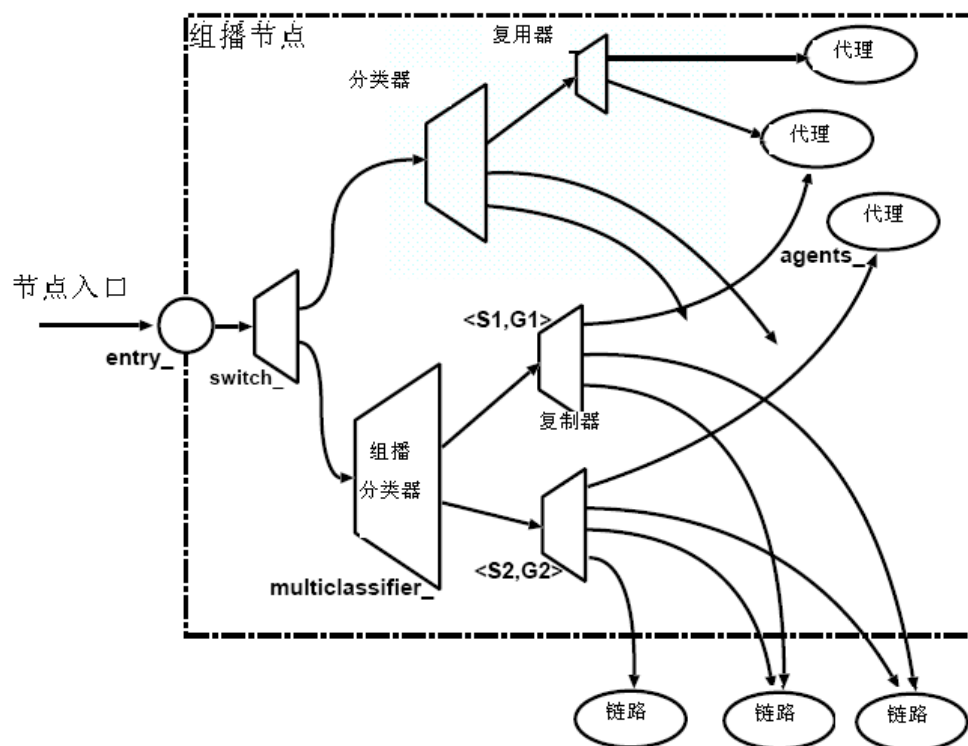 组播节点
复用器
代理
分类器
代理
代理
agents_
节点入口
entry_
switch_
<S1,G1>
复制器
组播
分类器
<S2,G2>
multiclassifier_
链路
链路
链路